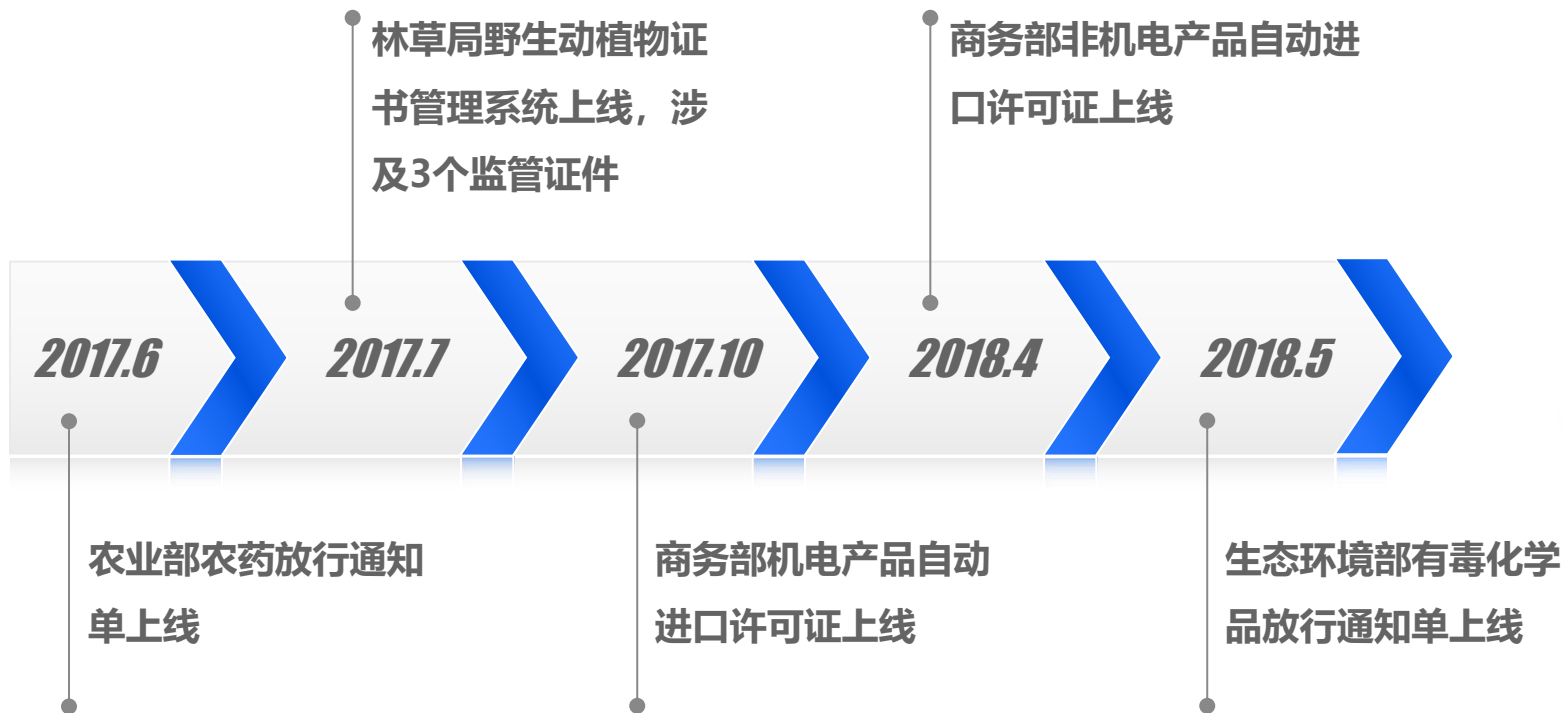 林草局野生动植物证
书管理系统上线，涉
及3个监管证件
商务部非机电产品自动进
口许可证上线
2017.6
2017.7
2017.10
2018.4
2018.5
农业部农药放行通知
单上线
商务部机电产品自动
进口许可证上线
生态环境部有毒化学
品放行通知单上线